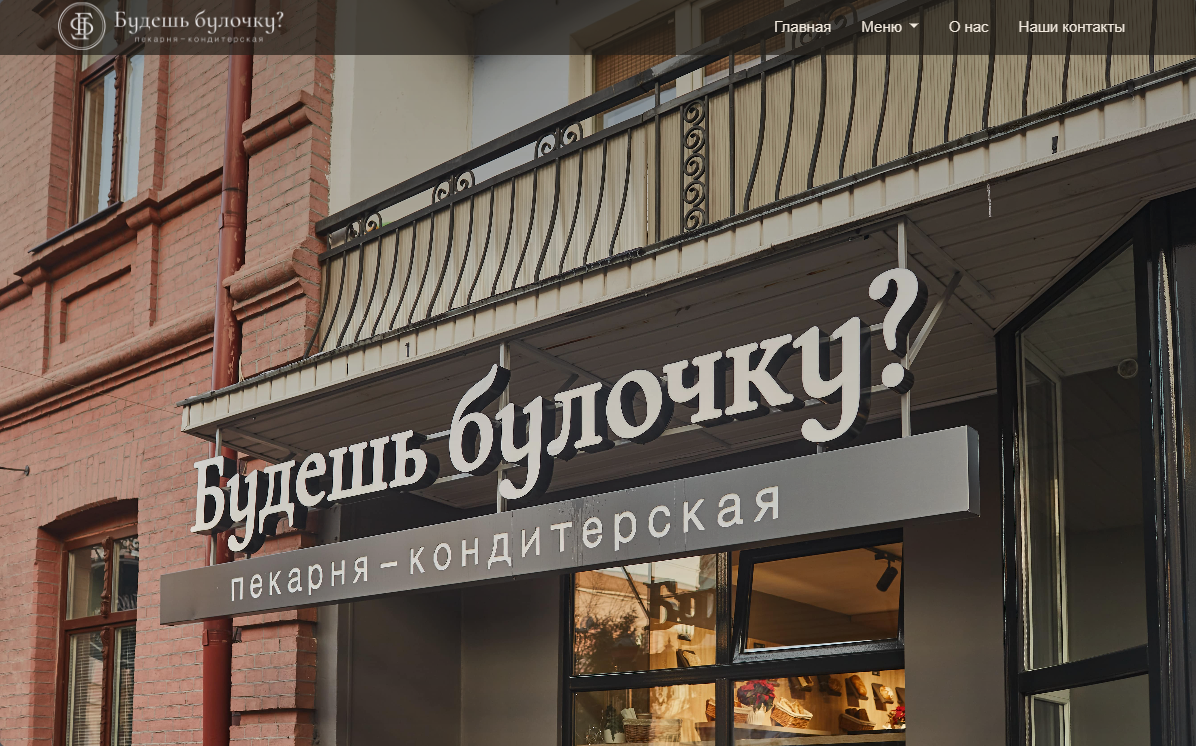 Будешь булочку?
пекарня–кондитерская
Главная Меню О нас Наши контакты
Будешь булочку?
пекарня–кондитерская